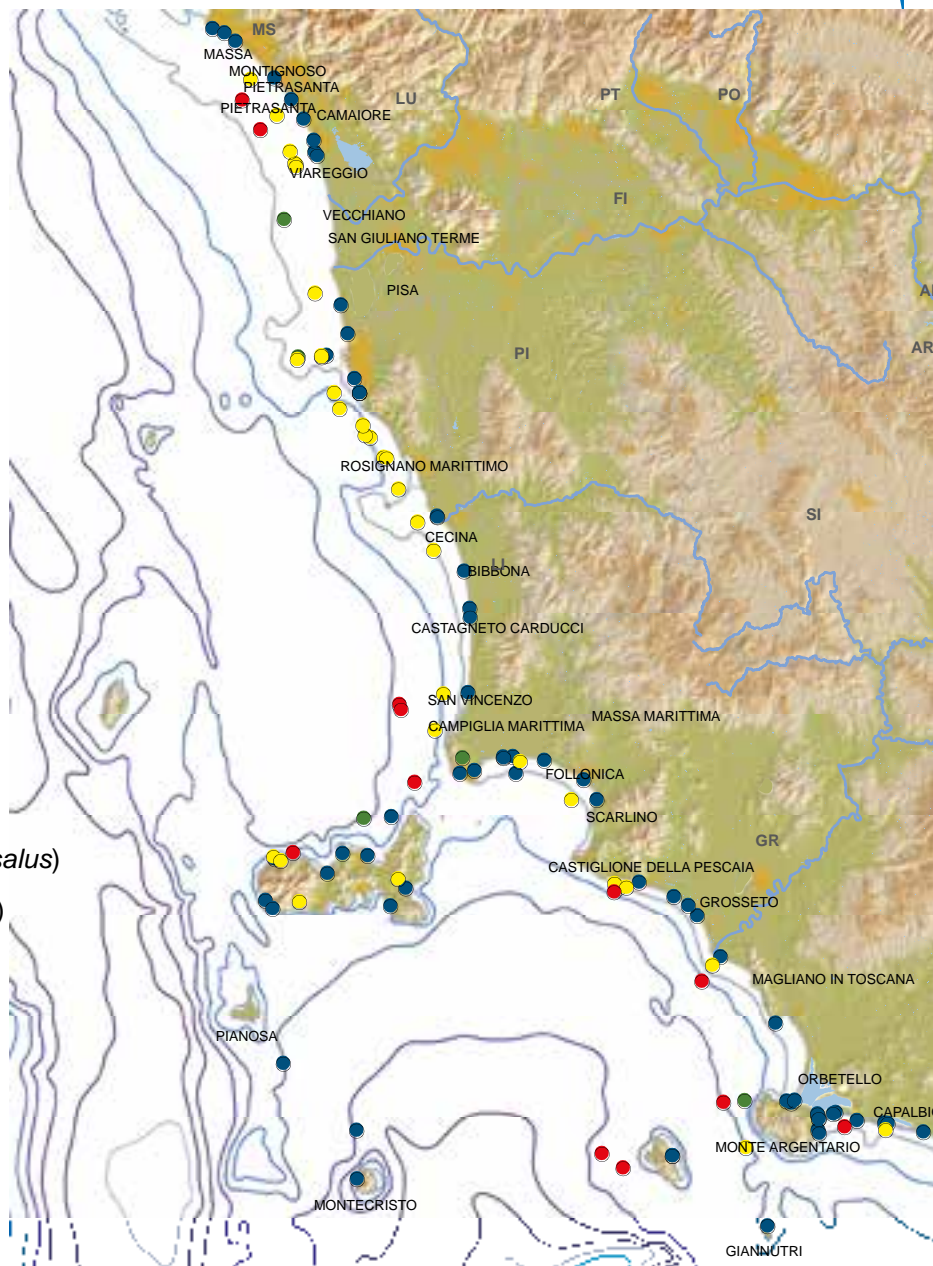 MS
MASSA
MONTIGNOSO
PIETRASANTA
LU
PT
PO
PIETRASANTA
CAMAIORE
VIAREGGIO
FI
VECCHIANO
SAN GIULIANO TERME
PISA
PI
AR
ROSIGNANO MARITTIMO
SI
CECINA
LI
BIBBONA
CASTAGNETO CARDUCCI
SAN VINCENZO
MASSA MARITTIMA
CAMPIGLIA MARITTIMA
FOLLONICA
SCARLINO
GR
salus)
CASTIGLIONE DELLA PESCAIA
)
GROSSETO
MAGLIANO IN TOSCANA
PIANOSA
ORBETELLO
CAPALBIO
MONTE ARGENTARIO
MONTECRISTO
GIANNUTRI